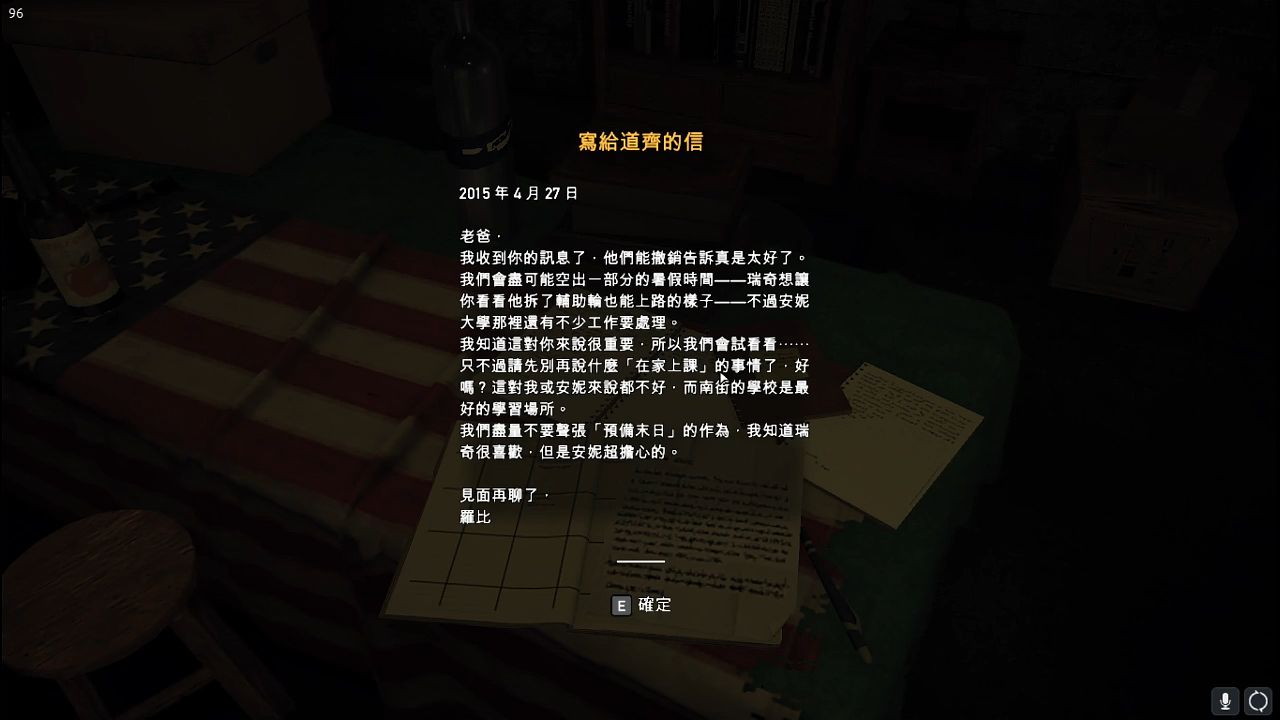 96
寫給道齊的信
2015 年 4 月 27 日
老爸，
我收到你的訊息了，他們能撤銷告訴真是太好了。
我們會盡可能空出一部分的暑假時間——瑞奇想讓
你看看他拆了輔助輪也能上路的樣子——不過安妮
大學那裡還有不少工作要處理。
我知道這對你來說很重要，所以我們會試看看……
只不過請先別再說什麼「在家上課」的事情了，好
嗎？這對我或安妮來說都不好，而南街的學校是最
好的學習場所。
我們盡量不要聲張「預備末日」的作為，我知道瑞
奇很喜歡，但是安妮超擔心的。
見面再聊了，
羅比
E 確定